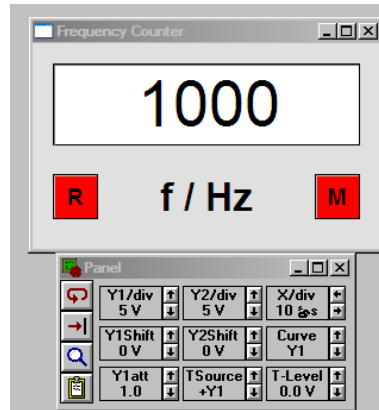 Frequency Counter
1000
R f / Hz M
Panel
Y1/div Y2/div X/div
5 V 5 V 10
Y1Shift Y2Shift Curve
0 V 0 V Y1
Y1att TSource T-Level
1.0 +Y1 0.0 V